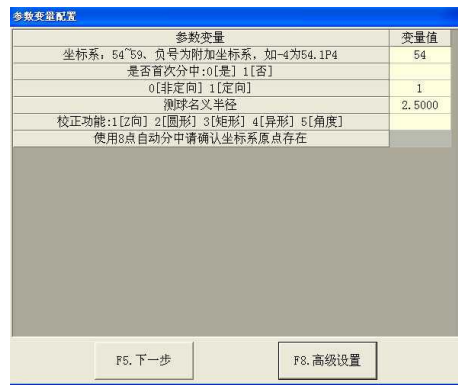 参数变量配置
参数变量 变量值
坐标系，54~59、负号为附加坐标系，如-4为54.1P4 54
是否首次分中:0[是] 1[否]
0[非定向] 1[定向] 1
测球名义半径 2.5000
校正功能:1[Z向] 2[圆形] 3[矩形] 4[异形] 5[角度]
使用8点自动分中请确认坐标系原点存在
F5.下一步 F8.高级设置